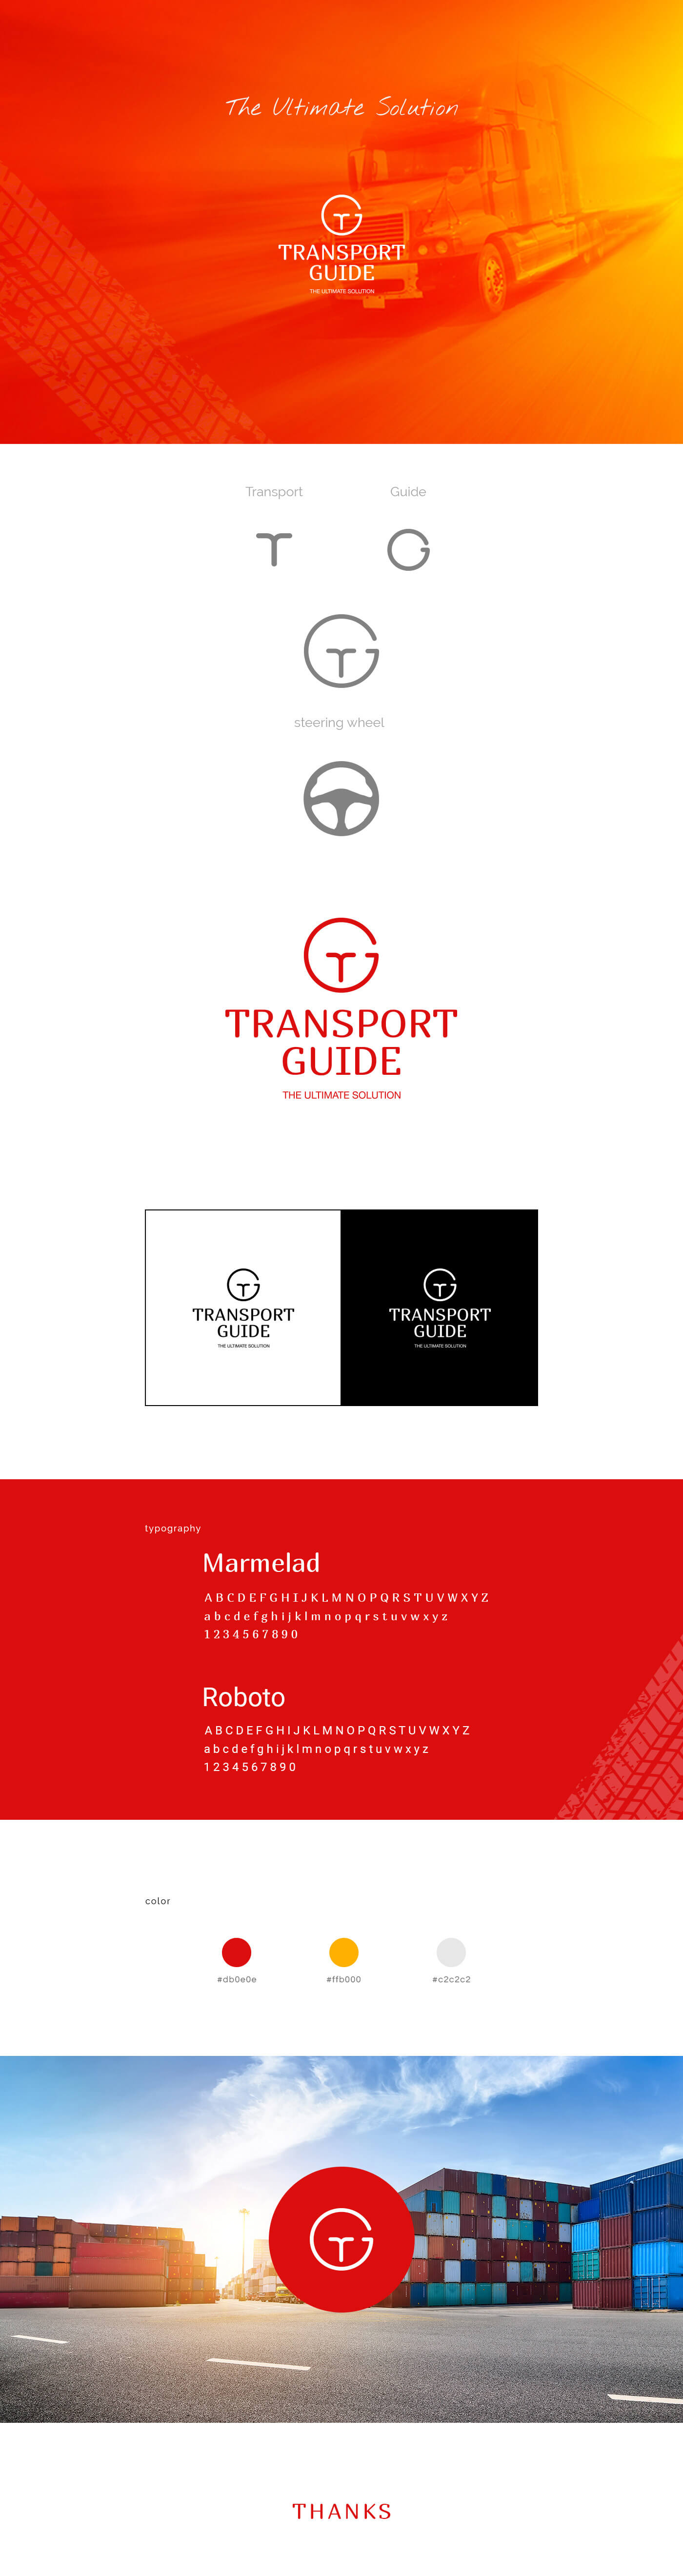 The Ultimate Solution
TRANSPORT
GUIDE
THE ULTIMATE SOLUTION
Transport
Guide
steering wheel
TRANSPORT
GUIDE
THE ULTIMATE SOLUTION
TRANSPORT
GUIDE
THE ULTIMATE SOLUTION
TRANSPORT
GUIDE
THE ULTIMATE SOLUTION
typography
Marmelad
A B C D E F G H I J K L M N O P Q R S T U V W X Y Z
a b c d e f g h i j k l m n o p q r s t u v w x y z
1 2 3 4 5 6 7 8 9 0
Roboto
A B C D E F G H I J K L M N O P Q R S T U V W X Y Z
a b c d e f g h i j k l m n o p q r s t u v w x y z
1 2 3 4 5 6 7 8 9 0
color
#db0e0e
#ffb000
#c2c2c2
THANKS